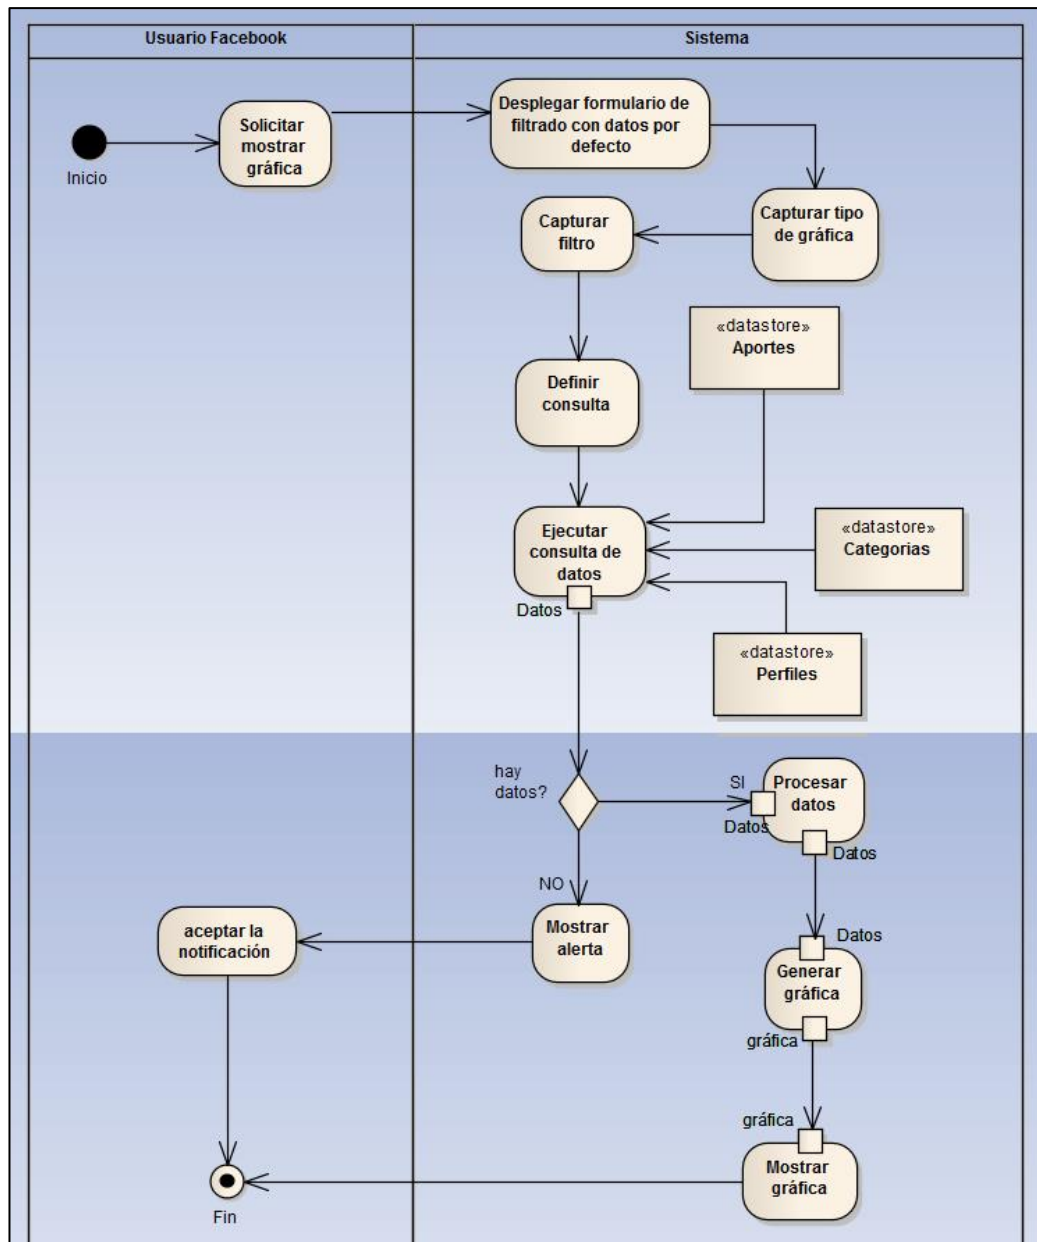 Usuario Facebook
Sistema
Inicio
Solicitar
mostrar
gráfica
Desplegar formulario de
filtrado con datos por
defecto
Capturar tipo
de gráfica
Capturar
filtro
«datastore»
Aportes
Definir
consulta
Ejecutar
consulta de
datos
Datos
«datastore»
Categorias
«datastore»
Perfiles
hay
datos?
SI
Procesar
datos
Datos
Datos
NO
Mostrar
alerta
aceptar la
notificación
Datos
Generar
gráfica
gráfica
gráfica
Mostrar
gráfica
Fin